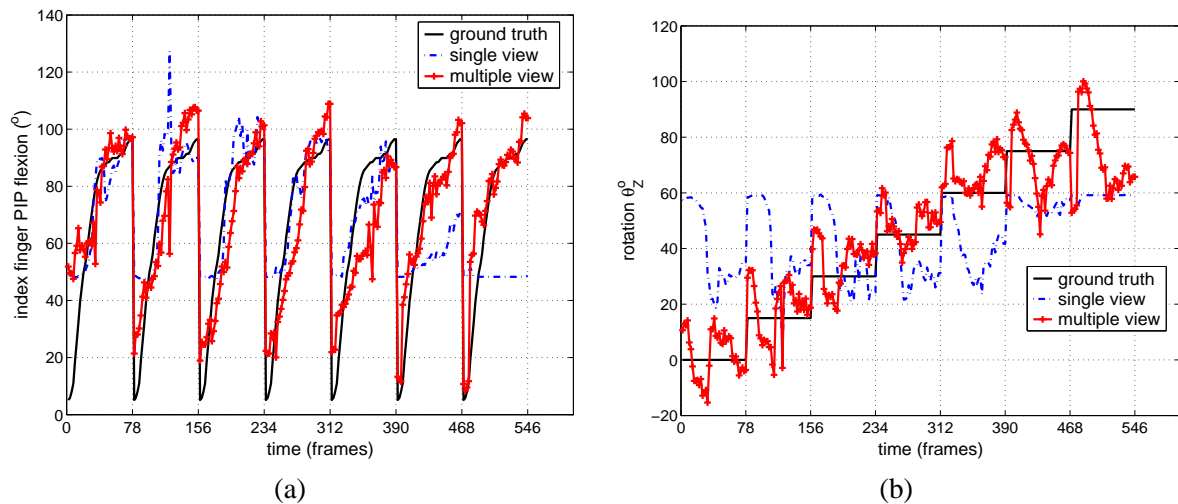 140
120
100
80
60
40
20
0
index finger PIP flexion (°)
ground truth
single view
multiple view
0 78 156 234 312 390 468 546
time (frames)
(a)
120
100
80
60
40
20
0
−20
rotation θ_Z°
ground truth
single view
multiple view
0 78 156 234 312 390 468 546
time (frames)
(b)